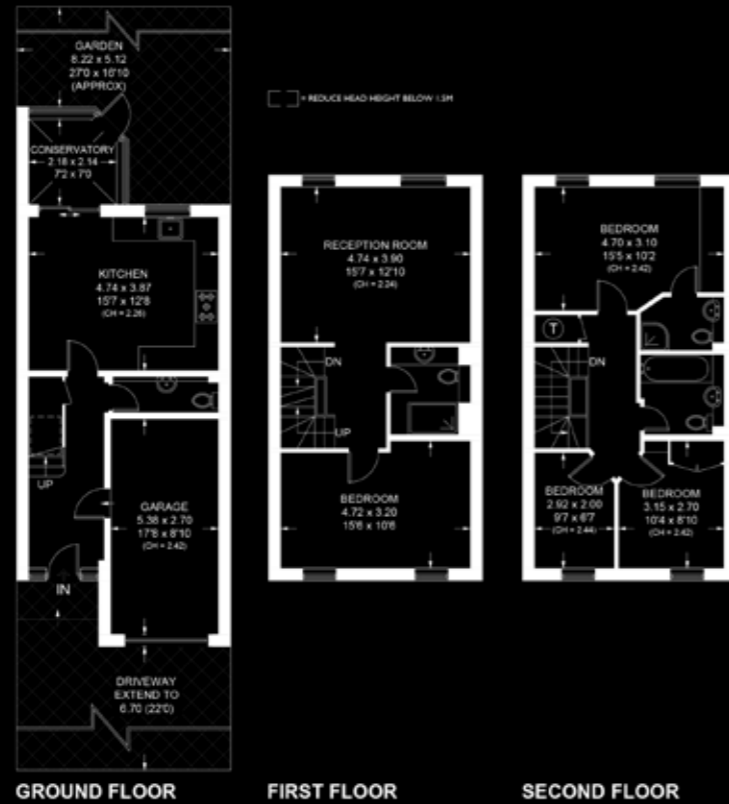 GARDEN
8.22 x 5.12
27'0 x 16'10
(APPROX)
= REDUCE HEAD HEIGHT BELOW 1.5M
CONSERVATORY
2.18 x 2.14
7'2 x 7'0
KITCHEN
4.74 x 3.87
15'7 x 12'8
(CH = 2.26)
UP
GARAGE
5.38 x 2.70
17'8 x 8'10
(CH = 2.42)
IN
DRIVEWAY
EXTEND TO
6.70 (22'0)
GROUND FLOOR
RECEPTION ROOM
4.74 x 3.90
15'7 x 12'10
(CH = 2.24)
DN
UP
BEDROOM
4.72 x 3.20
15'6 x 10'6
FIRST FLOOR
BEDROOM
4.70 x 3.10
15'5 x 10'2
(CH = 2.42)
T
DN
BEDROOM
2.92 x 2.00
9'7 x 6'7
(CH = 2.44)
BEDROOM
3.15 x 2.70
10'4 x 8'10
(CH = 2.42)
SECOND FLOOR